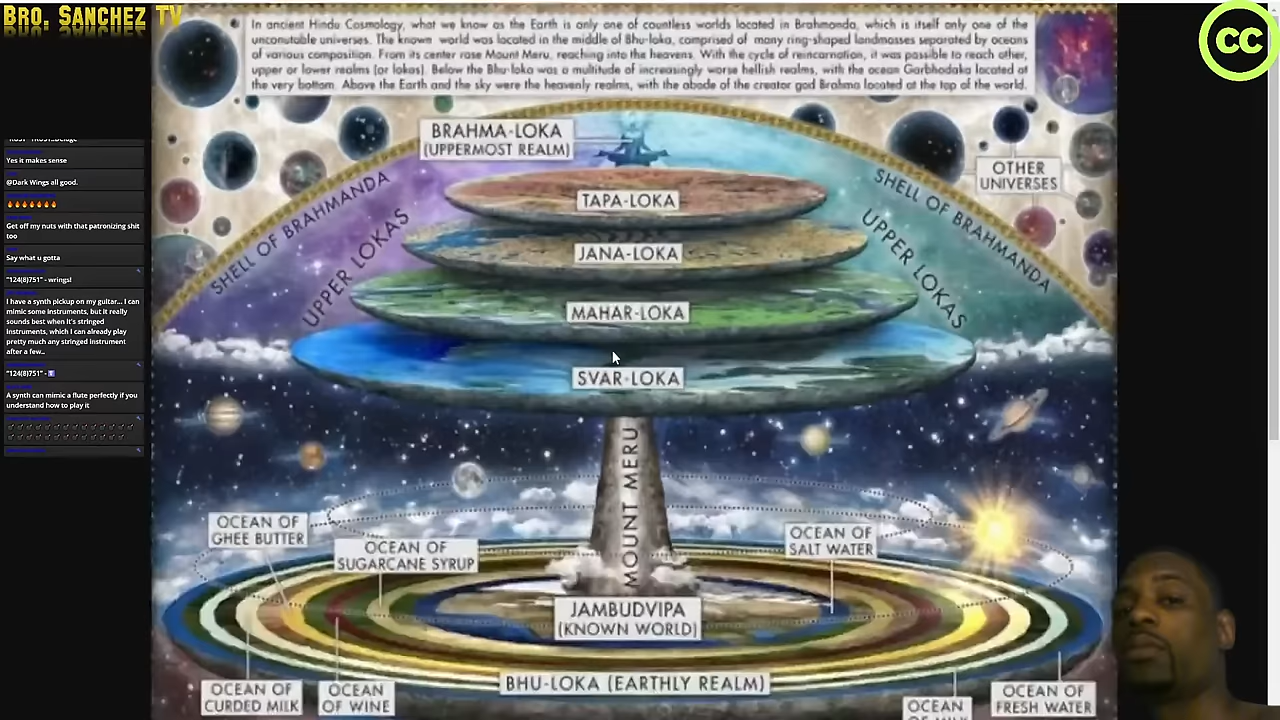 BRO. SANCHEZ TV
CC
In ancient Hindu Cosmology, what we know as the Earth is only one of countless worlds located in Brahmanda, which is itself only one of the
uncoutable universes. The known world was located in the middle of Bhu-loka, comprised of many ring-shaped landmasses separated by oceans
of various composition. From its center rose Mount Meru, reaching into the heavens. With the cycle of reincarnation, it was possible to reach other,
upper or lower realms (or lokas). Below the Bhu-loka was a multitude of increasingly worse hellish realms, with the ocean Garbhodaka located at
the very bottom. Above the Earth and the sky were the heavenly realms, with the abode of the creator god Brahma located at the top of the world.
BRAHMA-LOKA
(UPPERMOST REALM)
OTHER
UNIVERSES
SHELL OF BRAHMANDA
SHELL OF BRAHMANDA
UPPER LOKAS
UPPER LOKAS
TAPA-LOKA
JANA-LOKA
MAHAR-LOKA
SVAR-LOKA
MOUNT MERU
OCEAN OF
GHEE BUTTER
OCEAN OF
SUGARCANE SYRUP
OCEAN OF
SALT WATER
JAMBUDVIPA
(KNOWN WORLD)
BHU-LOKA (EARTHLY REALM)
OCEAN OF
CURDED MILK
OCEAN
OF WINE
OCEAN
OF MILK
OCEAN OF
FRESH WATER
Yes it makes sense
@Dark Wings all good.
Get off my nuts with that patronizing shit
too
Say what u gotta
"124(8)751" - wrings!
I have a synth pickup on my guitar... I can
mimic some instruments, but it really
sounds best when it's stringed
instruments, which I can already play
pretty much any stringed instrument
after a few..
"124(8)751" -
A synth can mimic a flute perfectly if you
understand how to play it